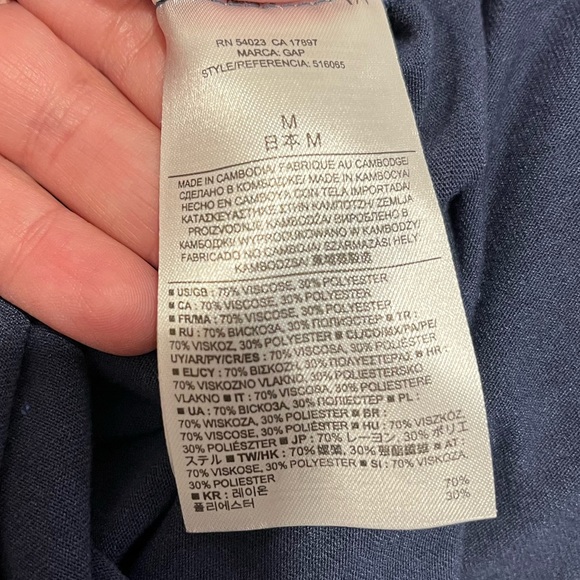 RN 54023 CA 17897
MARCA: GAP
STYLE/REFERENCIA: 516065
M
日本 M
MADE IN CAMBODIA/ FABRIQUE AU CAMBODGE/
СДЕЛАНО В КОМБОДЖЕ/ MADE IN KAMBOCYA/
HECHO EN CAMBOYA, CON TELA IMPORTADA/
ΚΑΤΑΣΚΕΥΑΣΤΗΚΕ ΣΤΗΝ ΚΑΜΠΟΤΖΗ/ ZEMLJA
PROIZVODNJE KAMBODŽA/ ВИРОБЛЕНО В
КАМБОДЖІ/ WYPRODUKOWANO W KAMBODŻY/
FABRICADO NO CAMBOJA/ SZÁRMAZÁSI HELY
KAMBODZSA/
■ US/GB : 70% VISCOSE, 30% POLYESTER
■ CA : 70% VISCOSE, 30% POLYESTER
■ FR/MA : 70% VISCOSE, 30% POLYESTER
■ RU : 70% ВИСКОЗА, 30% ПОЛИЭСТЕР ■ TR :
70% VISKOZ, 30% POLYESTER ■ CL/CO/MX/PA/PE/
UY/AR/PY/CR/ES : 70% VISCOSA, 30% POLIÉSTER
■ EL/CY : 70% ΒΙΣΚΟΖΗ, 30% ΠΟΛΥΕΣΤΕΡΑΣ ■ HR :
70% VISKOZNO VLAKNO, 30% POLIESTERSKO
VLAKNO ■ IT : 70% VISCOSA, 30% POLIESTERE
■ UA : 70% ВІСКОЗА, 30% ПОЛІЕСТЕР ■ PL :
70% WISKOZA, 30% POLIESTER ■ BR :
70% VISCOSE, 30% POLIÉSTER ■ HU : 70% VISZKÓZ,
30% POLIÉSZTER ■ JP : 70% レーヨン, 30% ポリエ
ステル ■ TW/HK : 70% 嫘縈, 30% 聚酯纖維 ■ AT :
70% VISKOSE, 30% POLYESTER ■ SI : 70% VISKOZA,
30% POLIESTER
■ KR : 레이온 70%
폴리에스터 30%